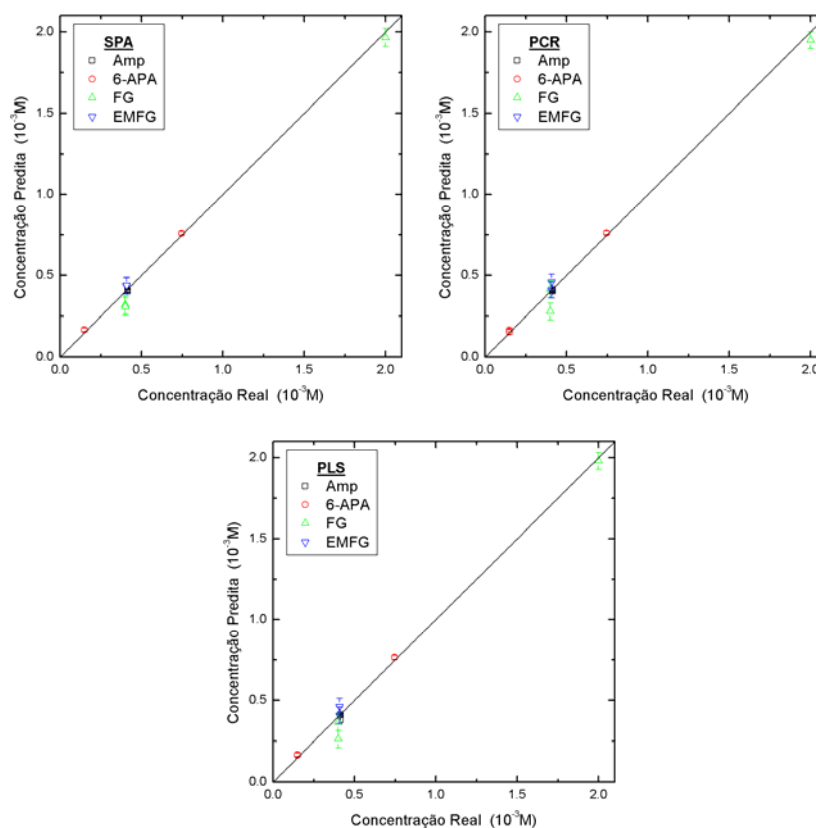 SPA
Amp
6-APA
FG
EMFG
Concentração Predita (10⁻³M)
2.0
1.5
1.0
0.5
0.0
0.0 0.5 1.0 1.5 2.0
Concentração Real (10⁻³M)
PCR
Amp
6-APA
FG
EMFG
Concentração Predita (10⁻³M)
2.0
1.5
1.0
0.5
0.0
0.0 0.5 1.0 1.5 2.0
Concentração Real (10⁻³M)
PLS
Amp
6-APA
FG
EMFG
Concentração Predita (10⁻³M)
2.0
1.5
1.0
0.5
0.0
0.0 0.5 1.0 1.5 2.0
Concentração Real (10⁻³M)